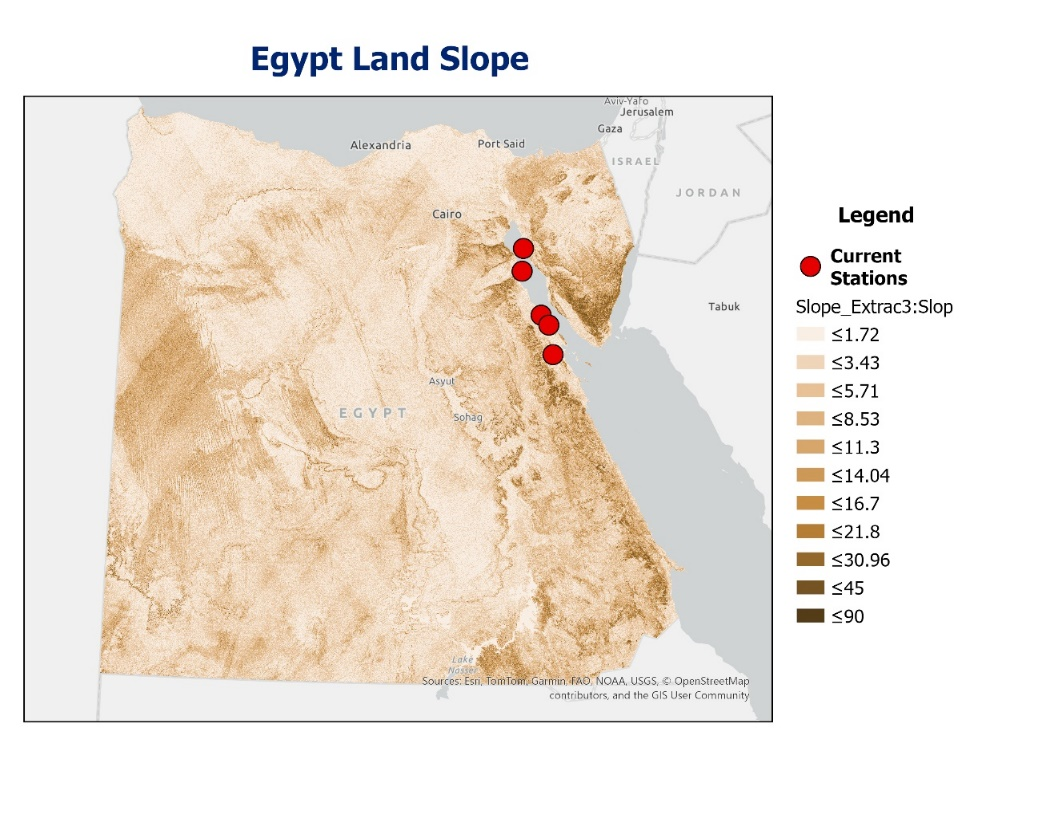 Egypt Land Slope
Aviv-Yafo
Jerusalem
Gaza
Alexandria
Port Said
ISRAEL
JORDAN
Cairo
Tabuk
Asyut
EGYPT
Sohag
Lake
Nasser
Sources: Esri, TomTom, Garmin, FAO, NOAA, USGS, © OpenStreetMap
contributors, and the GIS User Community
Legend
Current
Stations
Slope_Extrac3:Slop
≤1.72
≤3.43
≤5.71
≤8.53
≤11.3
≤14.04
≤16.7
≤21.8
≤30.96
≤45
≤90